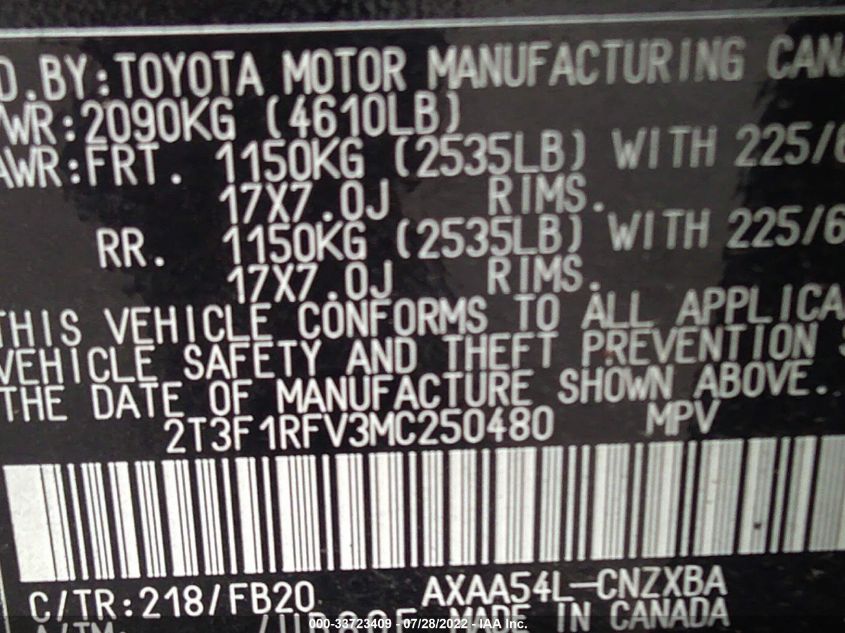 D.BY:TOYOTA MOTOR MANUFACTURING CANA
WR:2090KG (4610LB)
AWR:FRT. 1150KG (2535LB) WITH 225/6
17X7.0J RIMS.
RR. 1150KG (2535LB) WITH 225/6
17X7.0J RIMS.
THIS VEHICLE CONFORMS TO ALL APPLICA
VEHICLE SAFETY AND THEFT PREVENTION S
THE DATE OF MANUFACTURE SHOWN ABOVE.
2T3F1RFV3MC250480 MPV
C/TR:218/FB20 AXAA54L-CNZXBA
A/TM: MADE IN CANADA
000-33723409 - 07/28/2022 - IAA Inc.